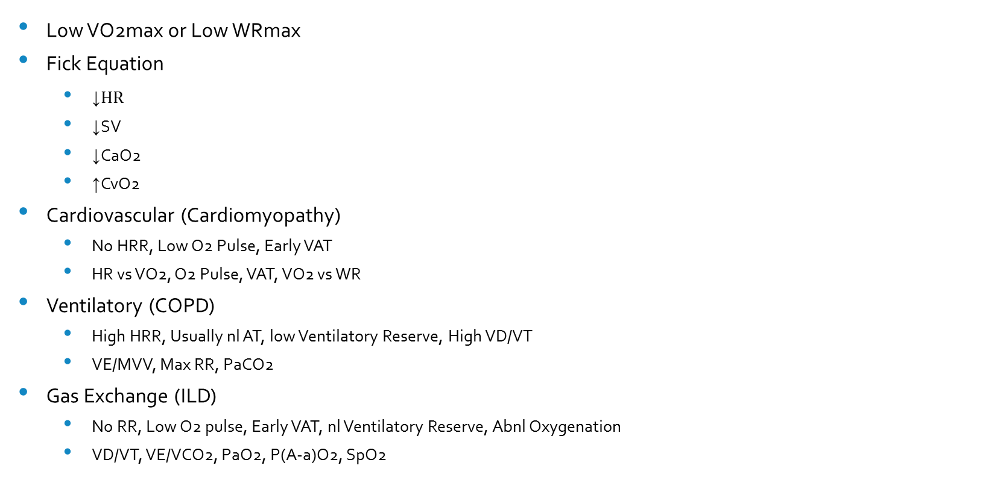 Low VO2max or Low WRmax
Fick Equation
↓HR
↓SV
↓CaO2
↑CvO2
Cardiovascular (Cardiomyopathy)
No HRR, Low O2 Pulse, Early VAT
HR vs VO2, O2 Pulse, VAT, VO2 vs WR
Ventilatory (COPD)
High HRR, Usually nl AT, low Ventilatory Reserve, High VD/VT
VE/MVV, Max RR, PaCO2
Gas Exchange (ILD)
No RR, Low O2 pulse, Early VAT, nl Ventilatory Reserve, Abnl Oxygenation
VD/VT, VE/VCO2, PaO2, P(A-a)O2, SpO2